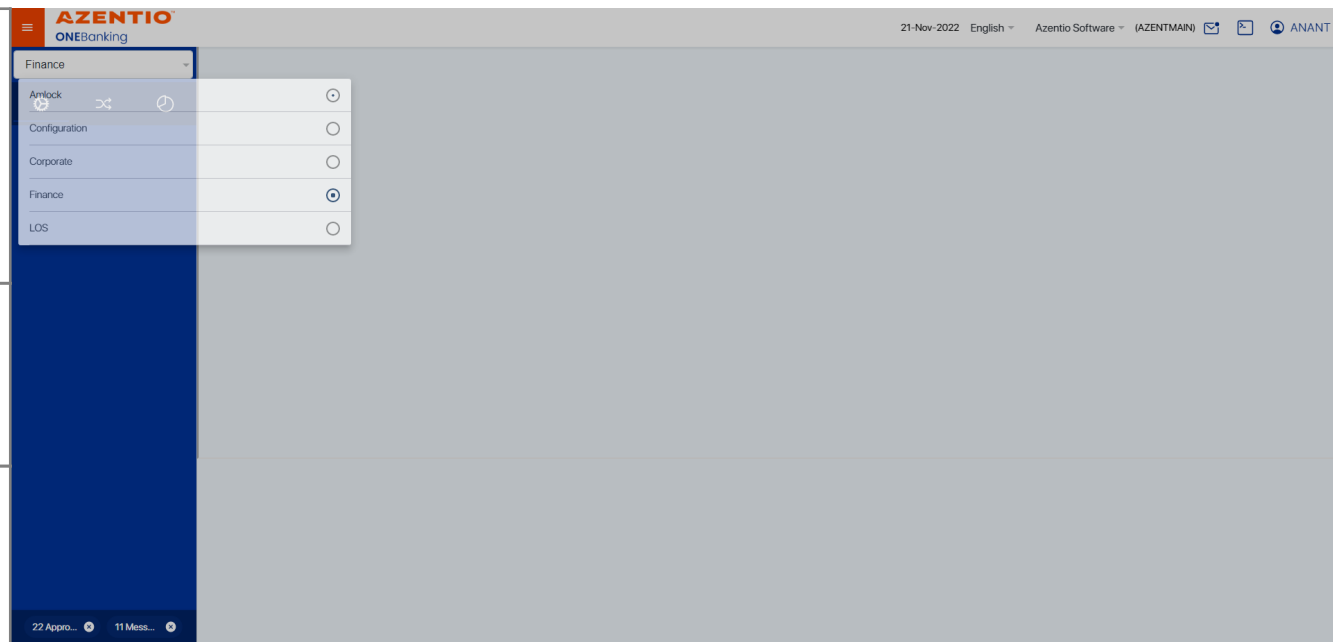 AZENTIO™
ONEBanking
21-Nov-2022 English Azentio Software (AZENTMAIN) ANANT
Finance
Amlock
Configuration
Corporate
Finance
LOS
22 Appro... 11 Mess...